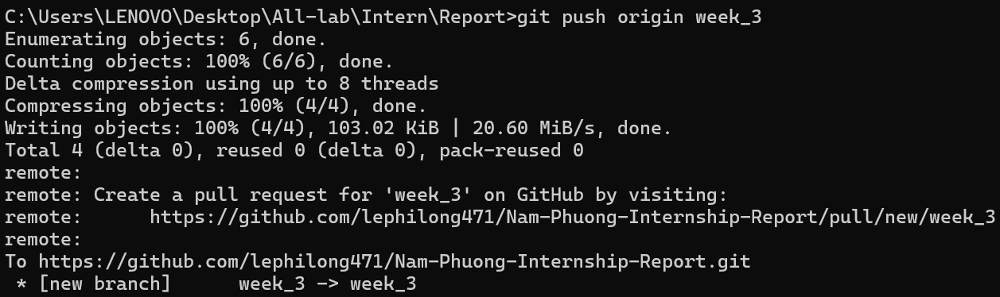 C:\Users\LENOVO\Desktop\All-lab\Intern\Report>git push origin week_3
Enumerating objects: 6, done.
Counting objects: 100% (6/6), done.
Delta compression using up to 8 threads
Compressing objects: 100% (4/4), done.
Writing objects: 100% (4/4), 103.02 KiB | 20.60 MiB/s, done.
Total 4 (delta 0), reused 0 (delta 0), pack-reused 0
remote:
remote: Create a pull request for 'week_3' on GitHub by visiting:
remote:      https://github.com/lephilong471/Nam-Phuong-Internship-Report/pull/new/week_3
remote:
To https://github.com/lephilong471/Nam-Phuong-Internship-Report.git
 * [new branch]      week_3 -> week_3